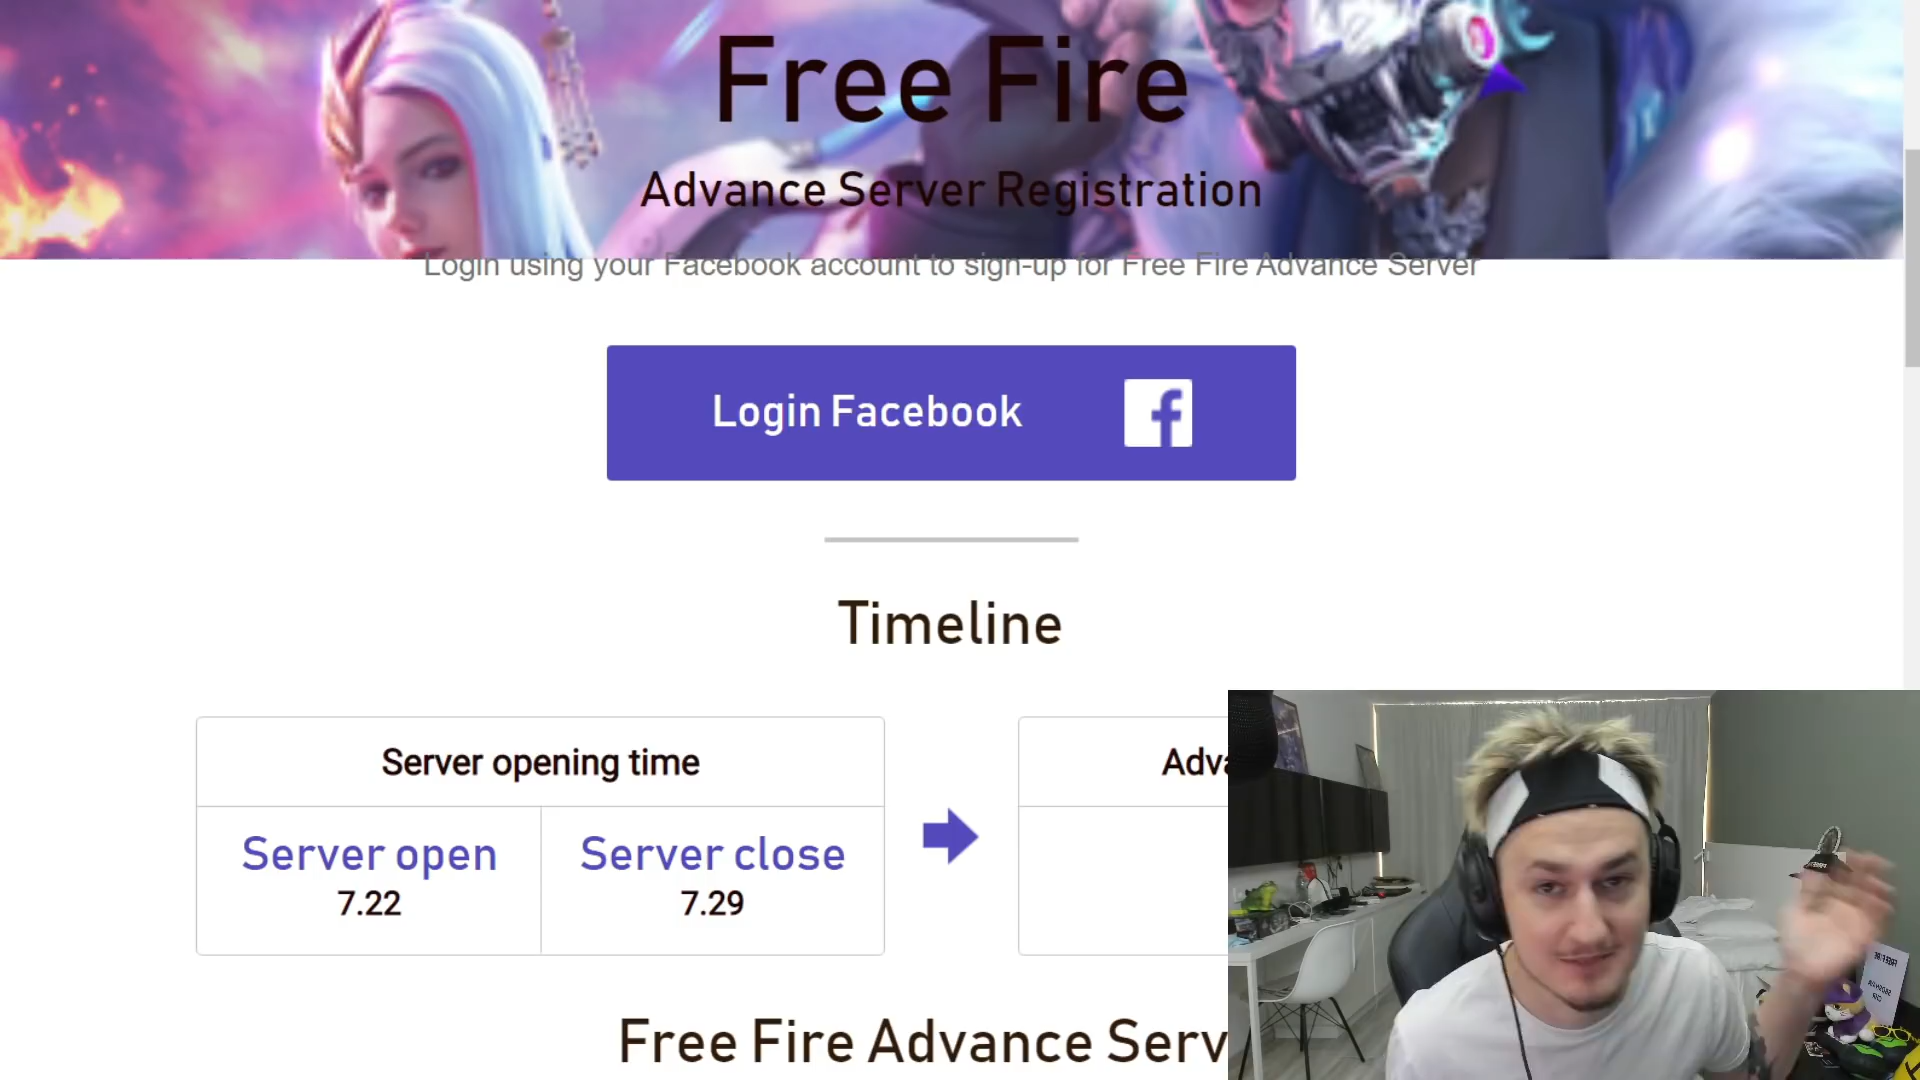 Free Fire
Advance Server Registration
Login using your Facebook account to sign-up for Free Fire Advance Server
Login Facebook
Timeline
Server opening time
Server open
7.22
Server close
7.29
Free Fire Advance